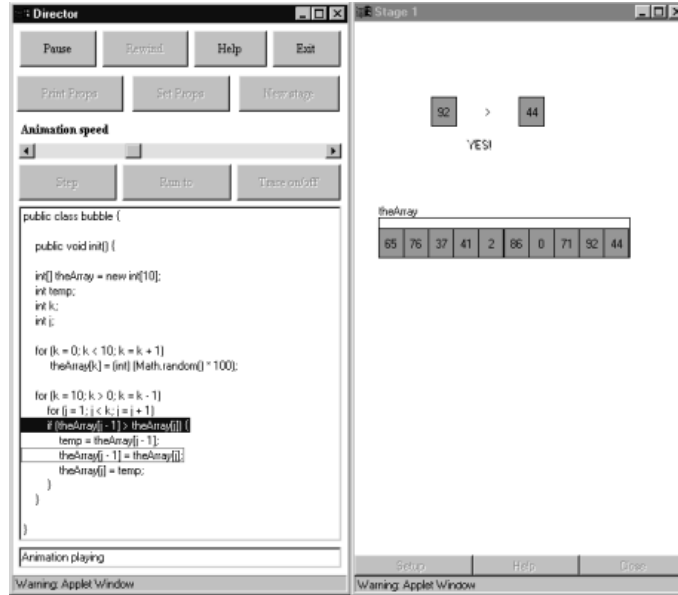 Director
Pause Rewind Help Exit
Print Props Set Props New stage
Animation speed
Step Run to Trace on/off
public class bubble {
public void init() {
int[] theArray = new int[10];
int temp;
int k;
int j;
for (k = 0; k < 10; k = k + 1)
theArray[k] = (int) (Math.random() * 100);
for (k = 10; k > 0; k = k - 1)
for (j = 1; j < k; j = j + 1)
if (theArray[j - 1] > theArray[j]) {
temp = theArray[j - 1];
theArray[j - 1] = theArray[j];
theArray[j] = temp;
}
}
}
Animation playing
Warning: Applet Window
Stage 1
92 > 44
YES!
theArray
65 76 37 41 2 86 0 71 92 44
Setup Help Close
Warning: Applet Window